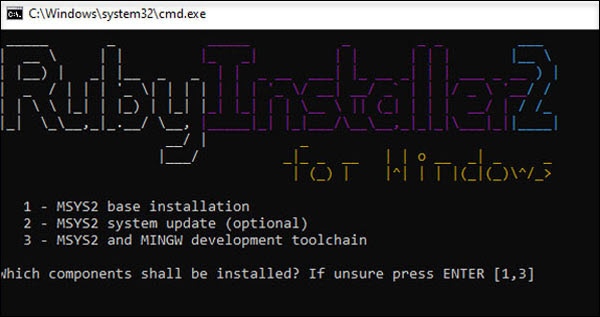 C:\Windows\system32\cmd.exe
RubyInstaller2
for Windows
1 - MSYS2 base installation
2 - MSYS2 system update (optional)
3 - MSYS2 and MINGW development toolchain
Which components shall be installed? If unsure press ENTER [1,3]